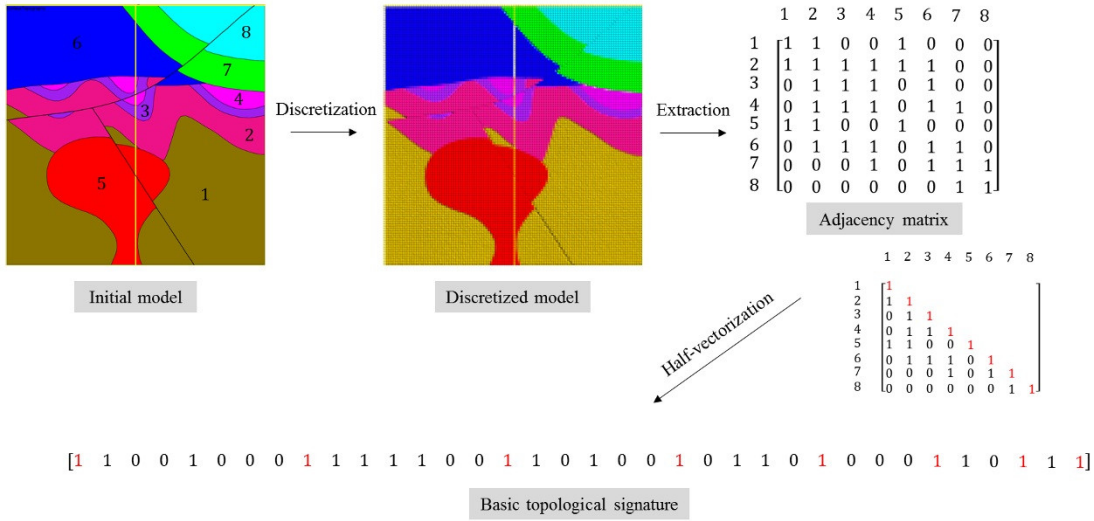 6
8
7
4
3
2
5
1
Initial model
Discretization
Discretized model
Extraction
1 2 3 4 5 6 7 8
1 [1 1 0 0 1 0 0 0]
2 1 1 1 1 1 1 0 0
3 0 1 1 1 0 1 0 0
4 0 1 1 1 0 1 1 0
5 1 1 0 0 1 0 0 0
6 0 1 1 1 0 1 1 0
7 0 0 0 1 0 1 1 1
8 0 0 0 0 0 0 1 1
Adjacency matrix
1 2 3 4 5 6 7 8
1 1
2 1 1
3 0 1 1
4 0 1 1 1
5 1 1 0 0 1
6 0 1 1 1 0 1
7 0 0 0 1 0 1 1
8 0 0 0 0 0 0 1 1
Half-vectorization
[1 1 0 0 1 0 0 0 1 1 1 1 1 0 0 1 1 0 1 0 0 1 0 1 1 0 1 0 0 0 1 1 0 1 1 1]
Basic topological signature